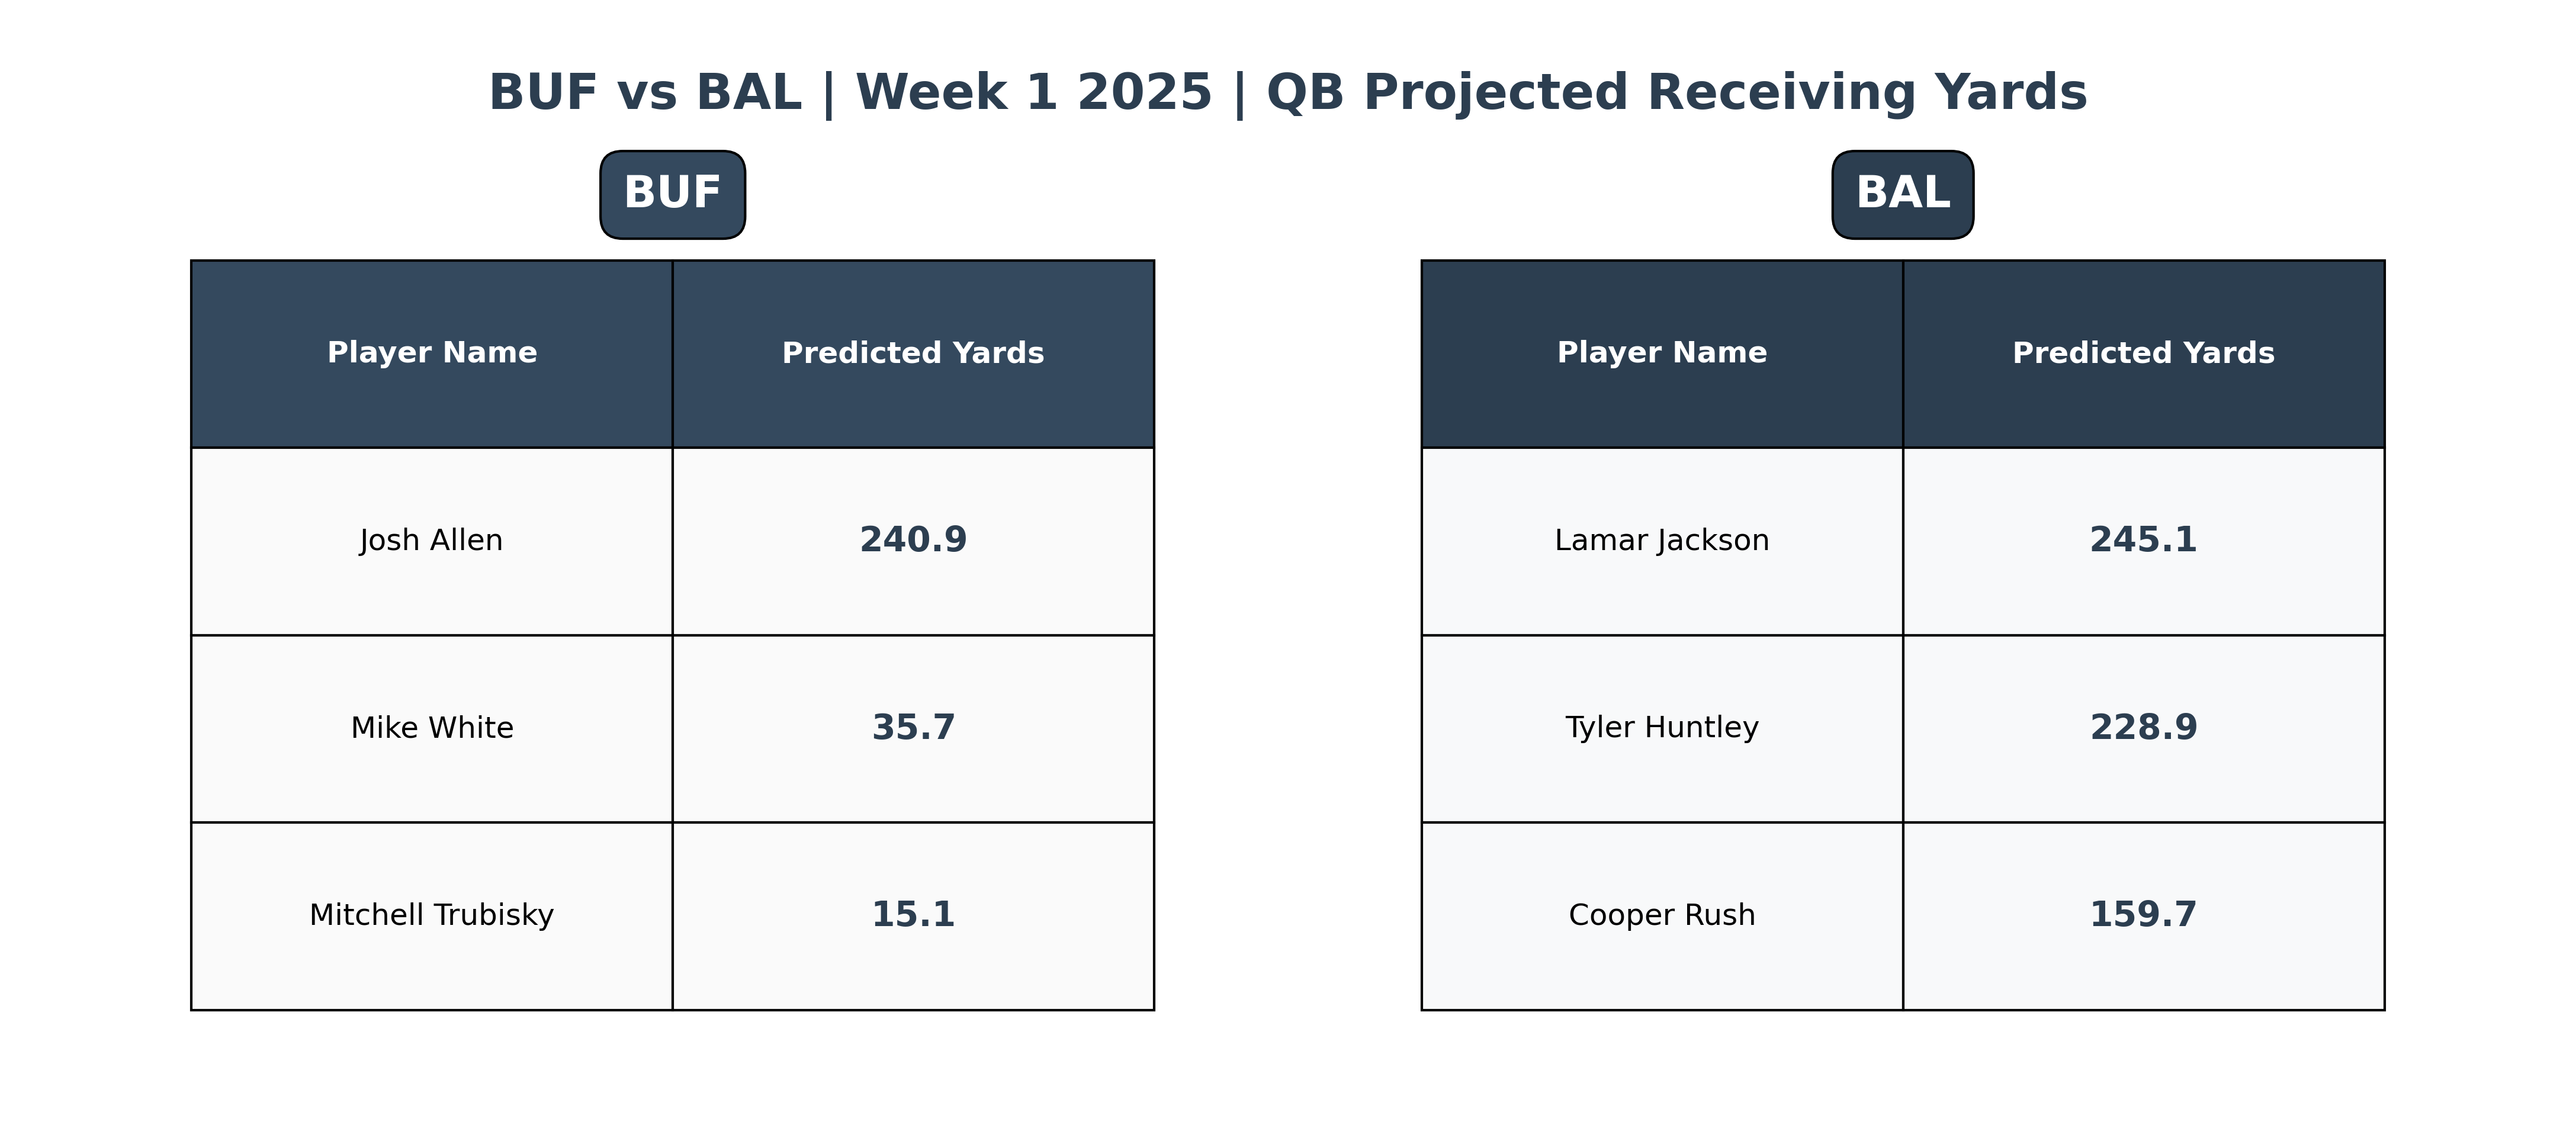 BUF vs BAL | Week 1 2025 | QB Projected Receiving Yards
BUF
Player Name Predicted Yards
Josh Allen 240.9
Mike White 35.7
Mitchell Trubisky 15.1
BAL
Player Name Predicted Yards
Lamar Jackson 245.1
Tyler Huntley 228.9
Cooper Rush 159.7